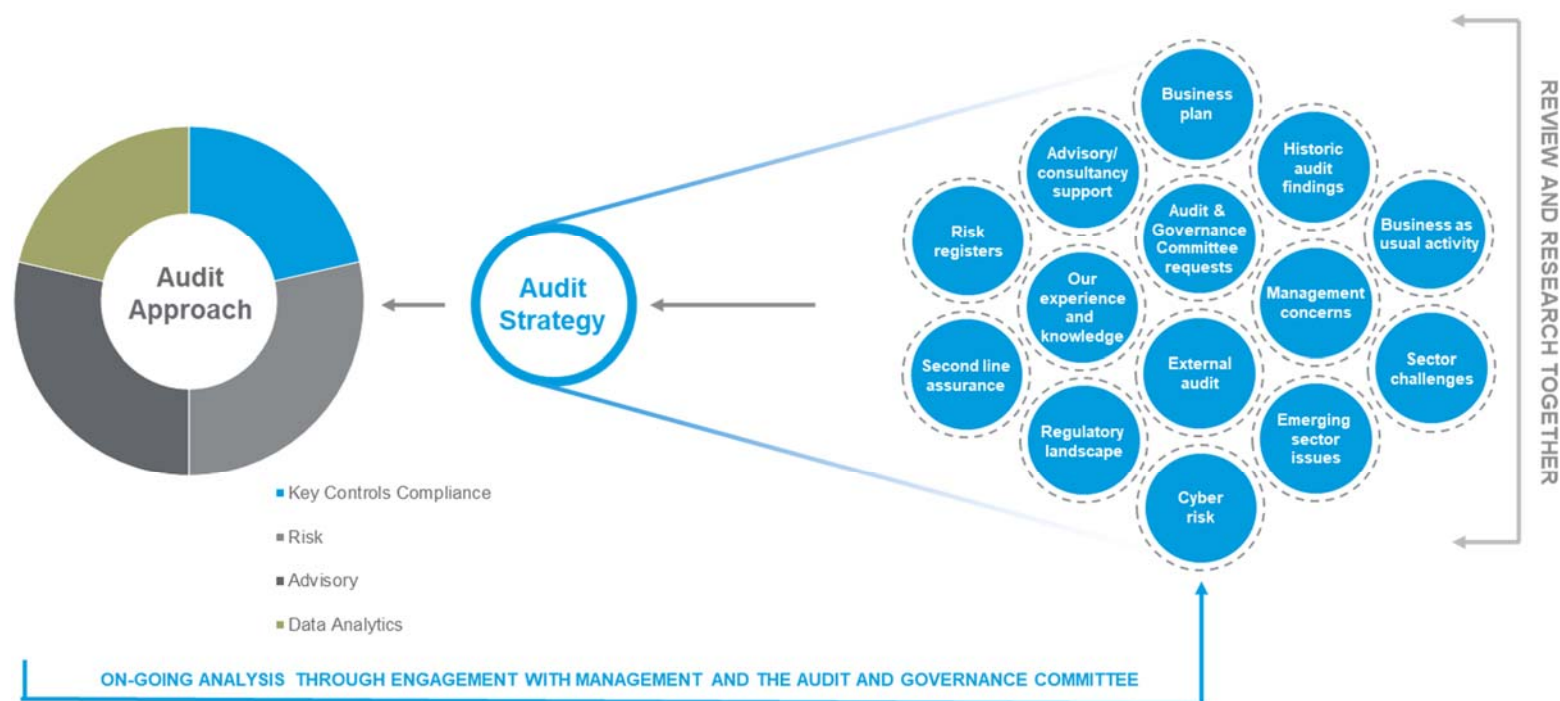 Audit
Approach
Key Controls Compliance
Risk
Advisory
Data Analytics
Audit
Strategy
Business
plan
Advisory/
consultancy
support
Historic
audit
findings
Risk
registers
Audit &
Governance
Committee
requests
Business as
usual activity
Our
experience
and
knowledge
Management
concerns
Second line
assurance
External
audit
Sector
challenges
Regulatory
landscape
Emerging
sector
issues
Cyber
risk
REVIEW AND RESEARCH TOGETHER
ON-GOING ANALYSIS THROUGH ENGAGEMENT WITH MANAGEMENT AND THE AUDIT AND GOVERNANCE COMMITTEE